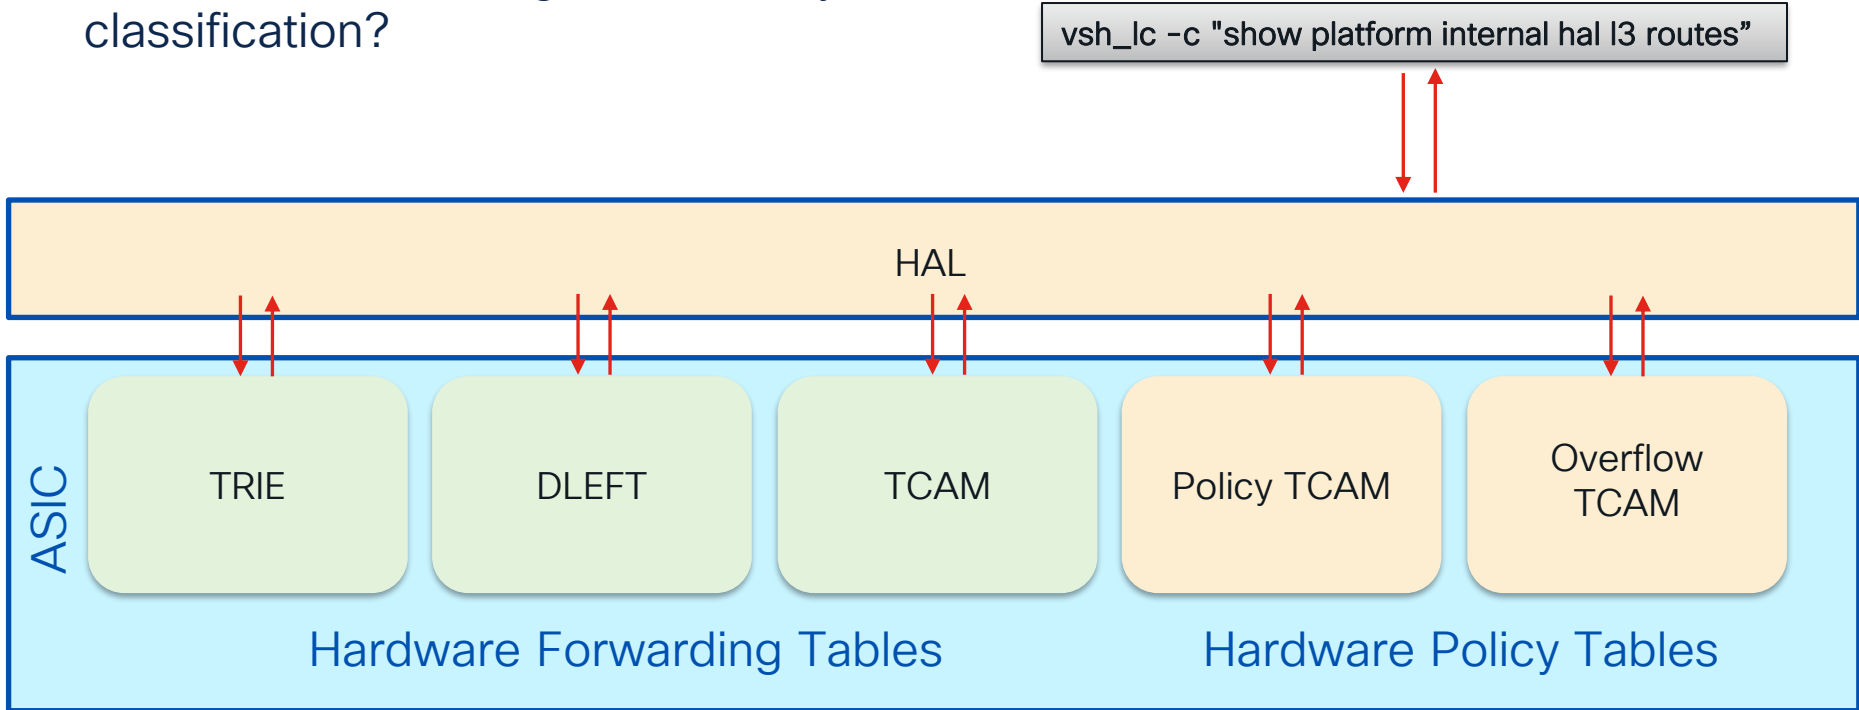 classification?
vsh_lc –c "show platform internal hal l3 routes”
HAL
ASIC
TRIE
DLEFT
TCAM
Policy TCAM
Overflow
TCAM
Hardware Forwarding Tables
Hardware Policy Tables